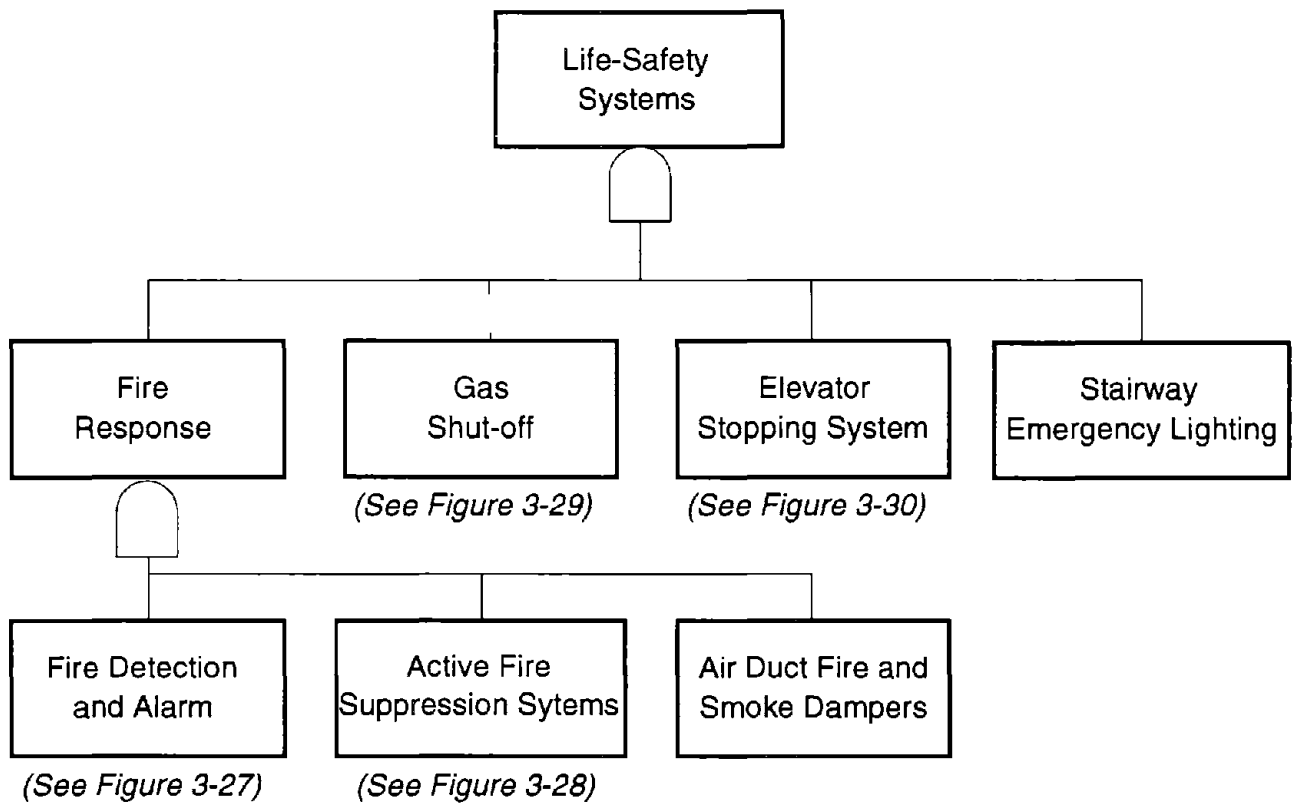 Life-Safety
Systems
Fire
Response
Gas
Shut-off
Elevator
Stopping System
Stairway
Emergency Lighting
(See Figure 3-29)
(See Figure 3-30)
Fire Detection
and Alarm
Active Fire
Suppression Sytems
Air Duct Fire and
Smoke Dampers
(See Figure 3-27)
(See Figure 3-28)